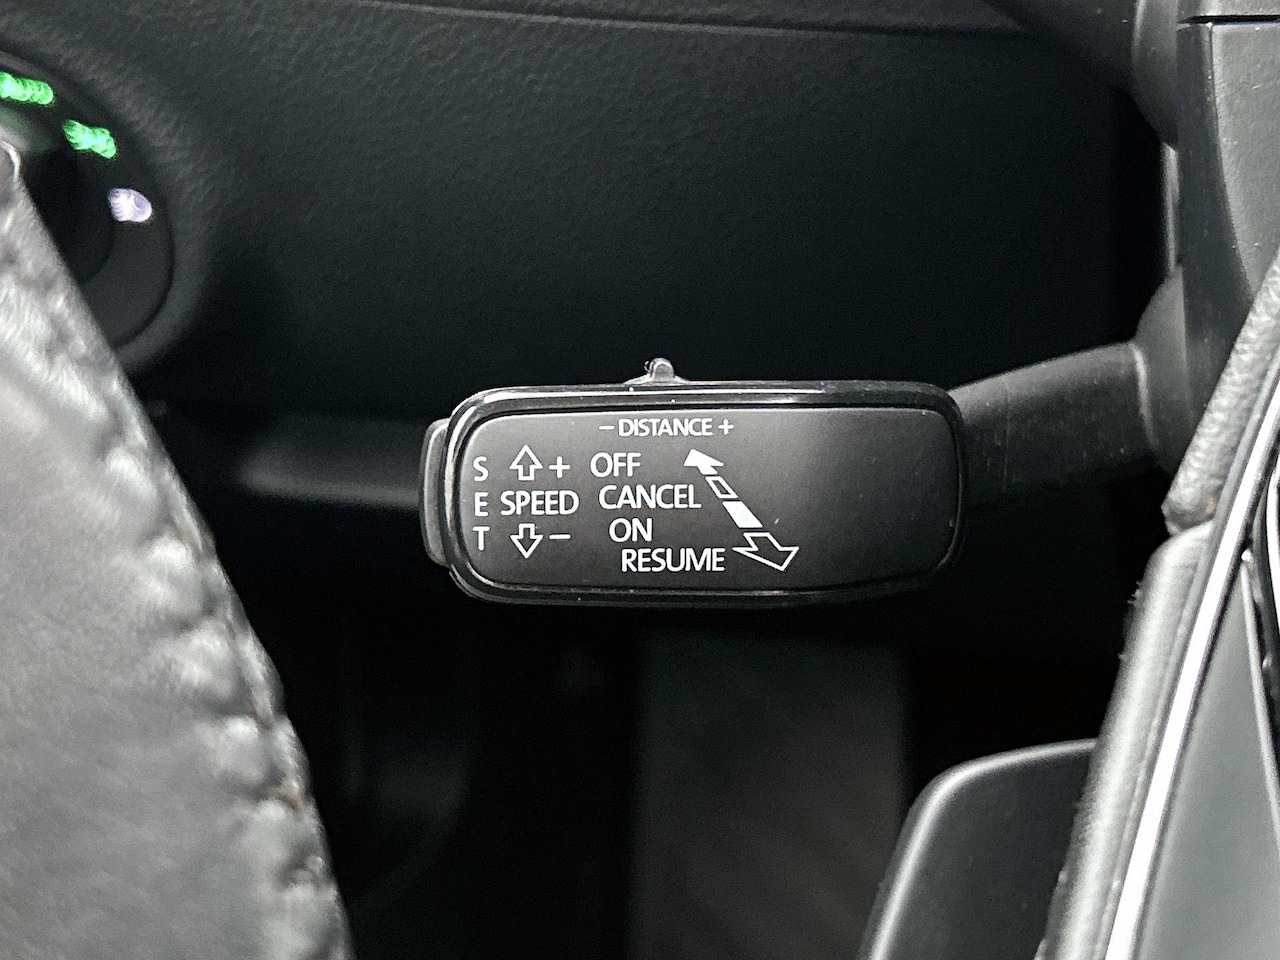 − DISTANCE +
S + OFF
E SPEED CANCEL
T − ON
RESUME